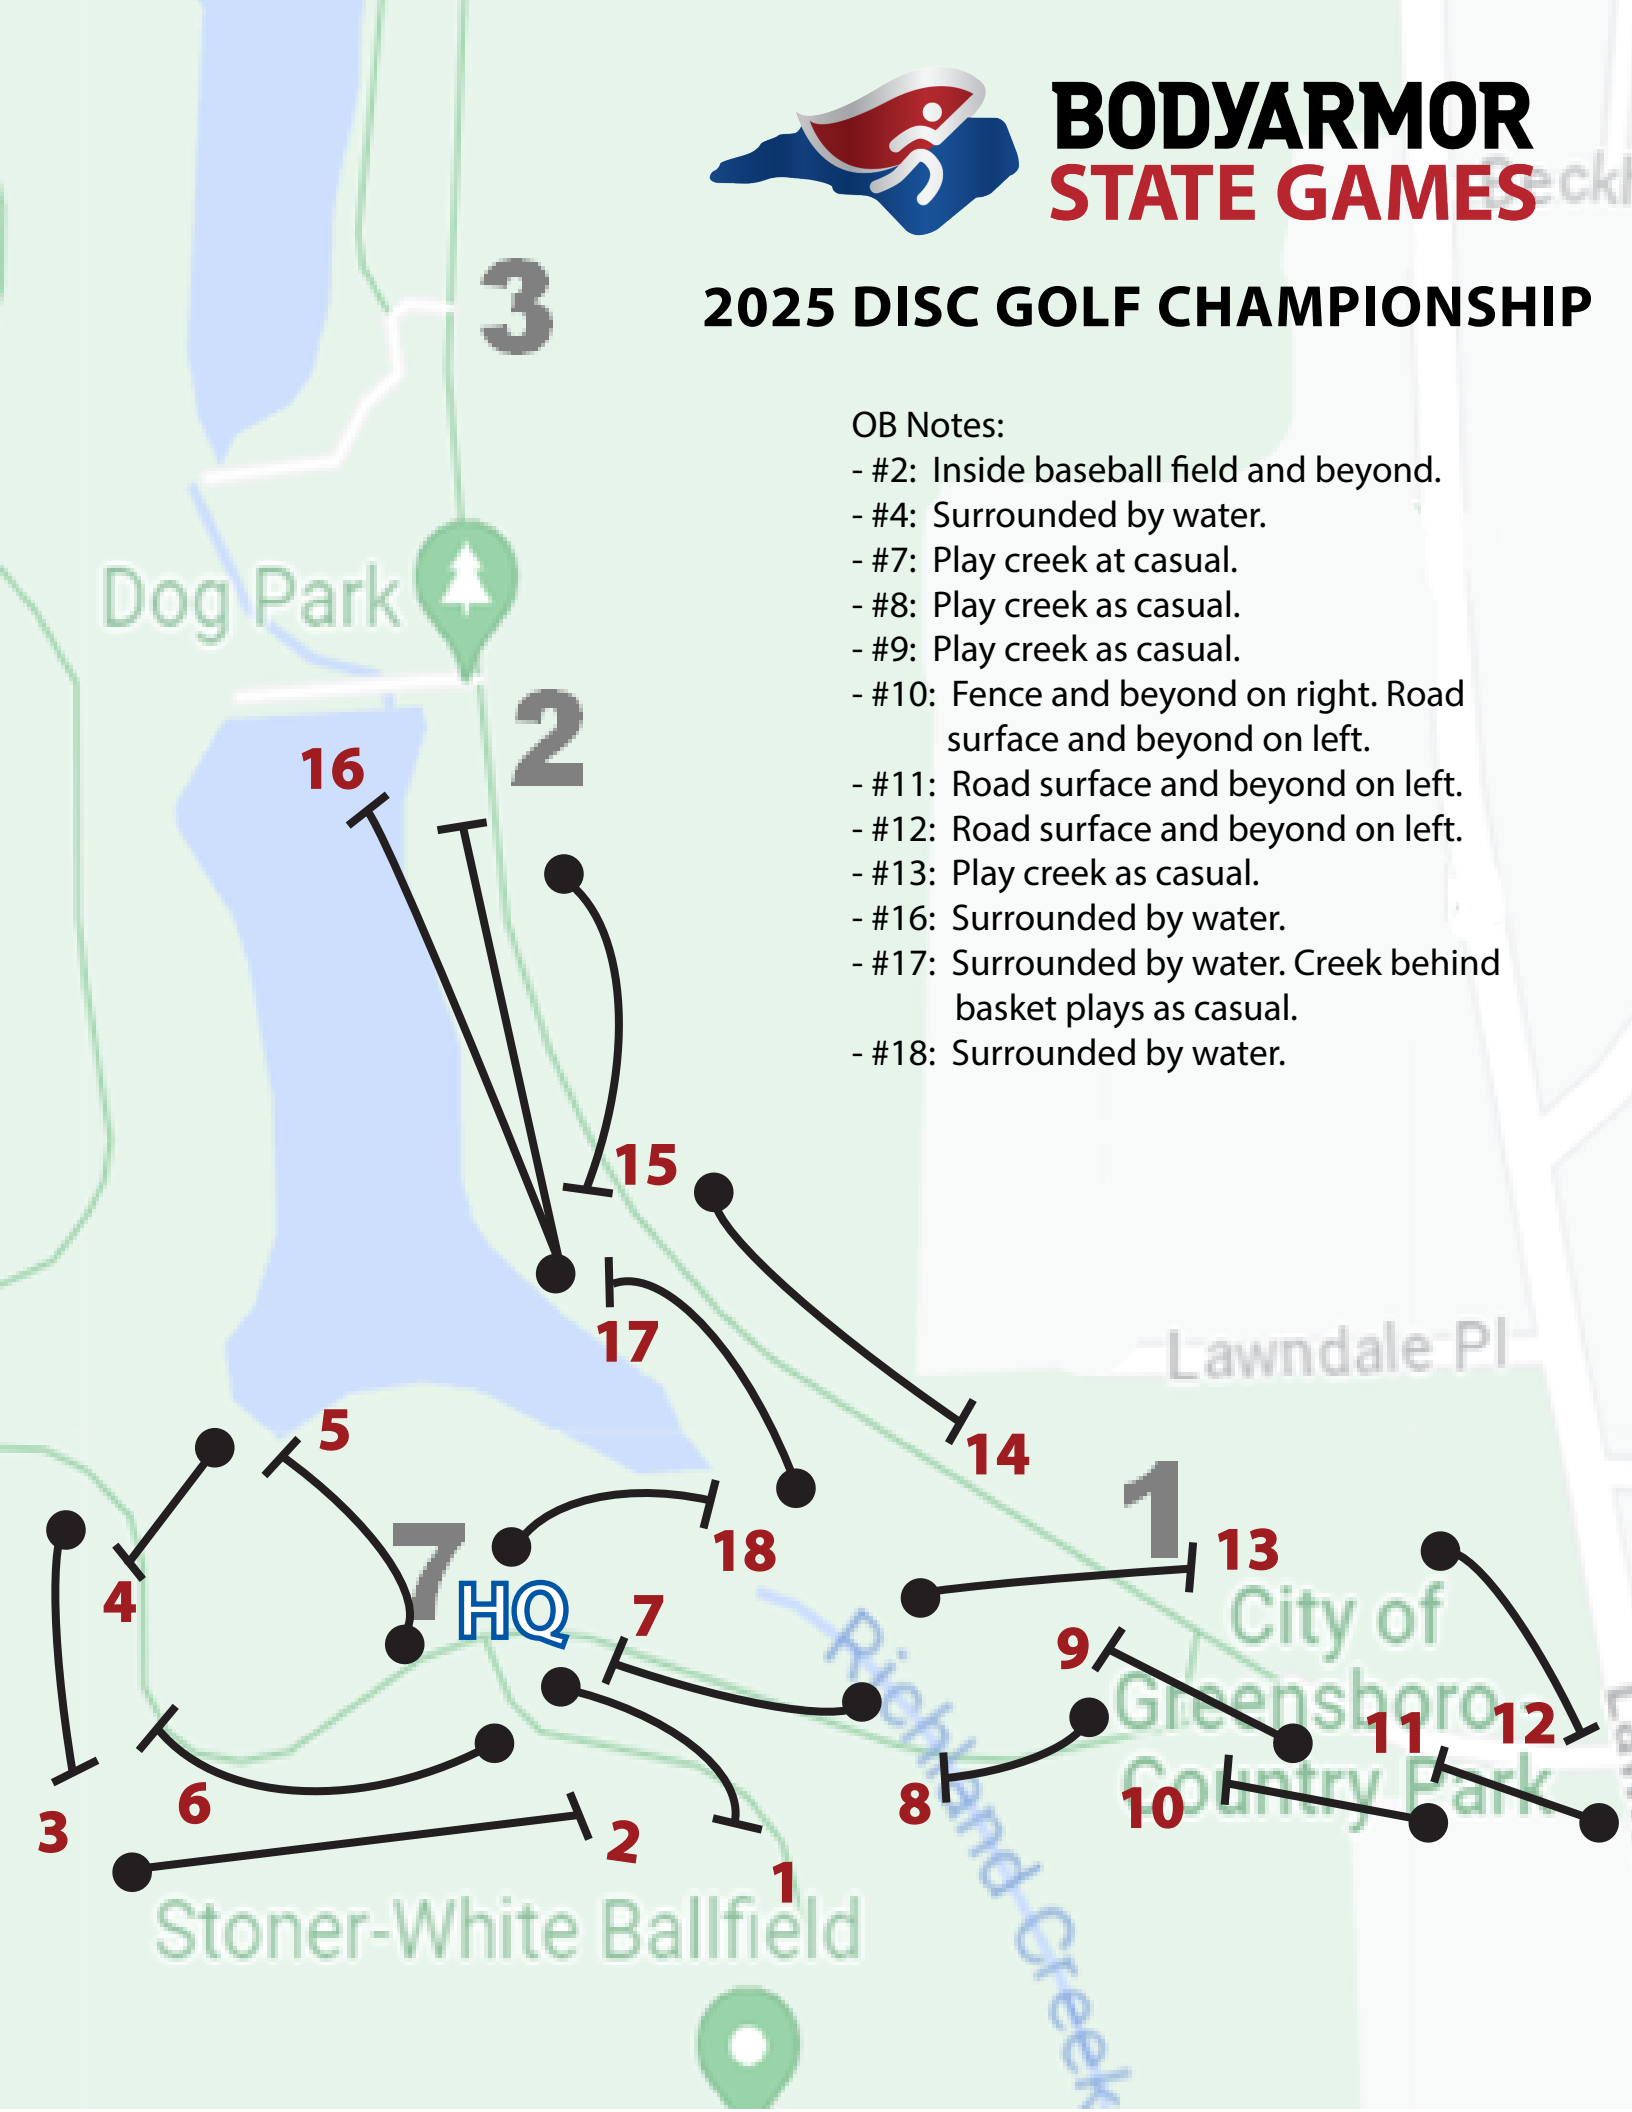 BODYARMOR
STATE GAMES
2025 DISC GOLF CHAMPIONSHIP
3
OB Notes:
- #2: Inside baseball field and beyond.
- #4: Surrounded by water.
- #7: Play creek at casual.
- #8: Play creek as casual.
- #9: Play creek as casual.
- #10: Fence and beyond on right. Road
surface and beyond on left.
- #11: Road surface and beyond on left.
- #12: Road surface and beyond on left.
- #13: Play creek as casual.
- #16: Surrounded by water.
- #17: Surrounded by water. Creek behind
basket plays as casual.
- #18: Surrounded by water.
Dog Park
2
16
15
17
Lawndale Pl
5
14
1
7
HQ
18
13
4
7
City of
Greensboro -
Country Park
9
11
12
Richland Creek
6
8
10
3
2
1
Stoner-White Ballfield